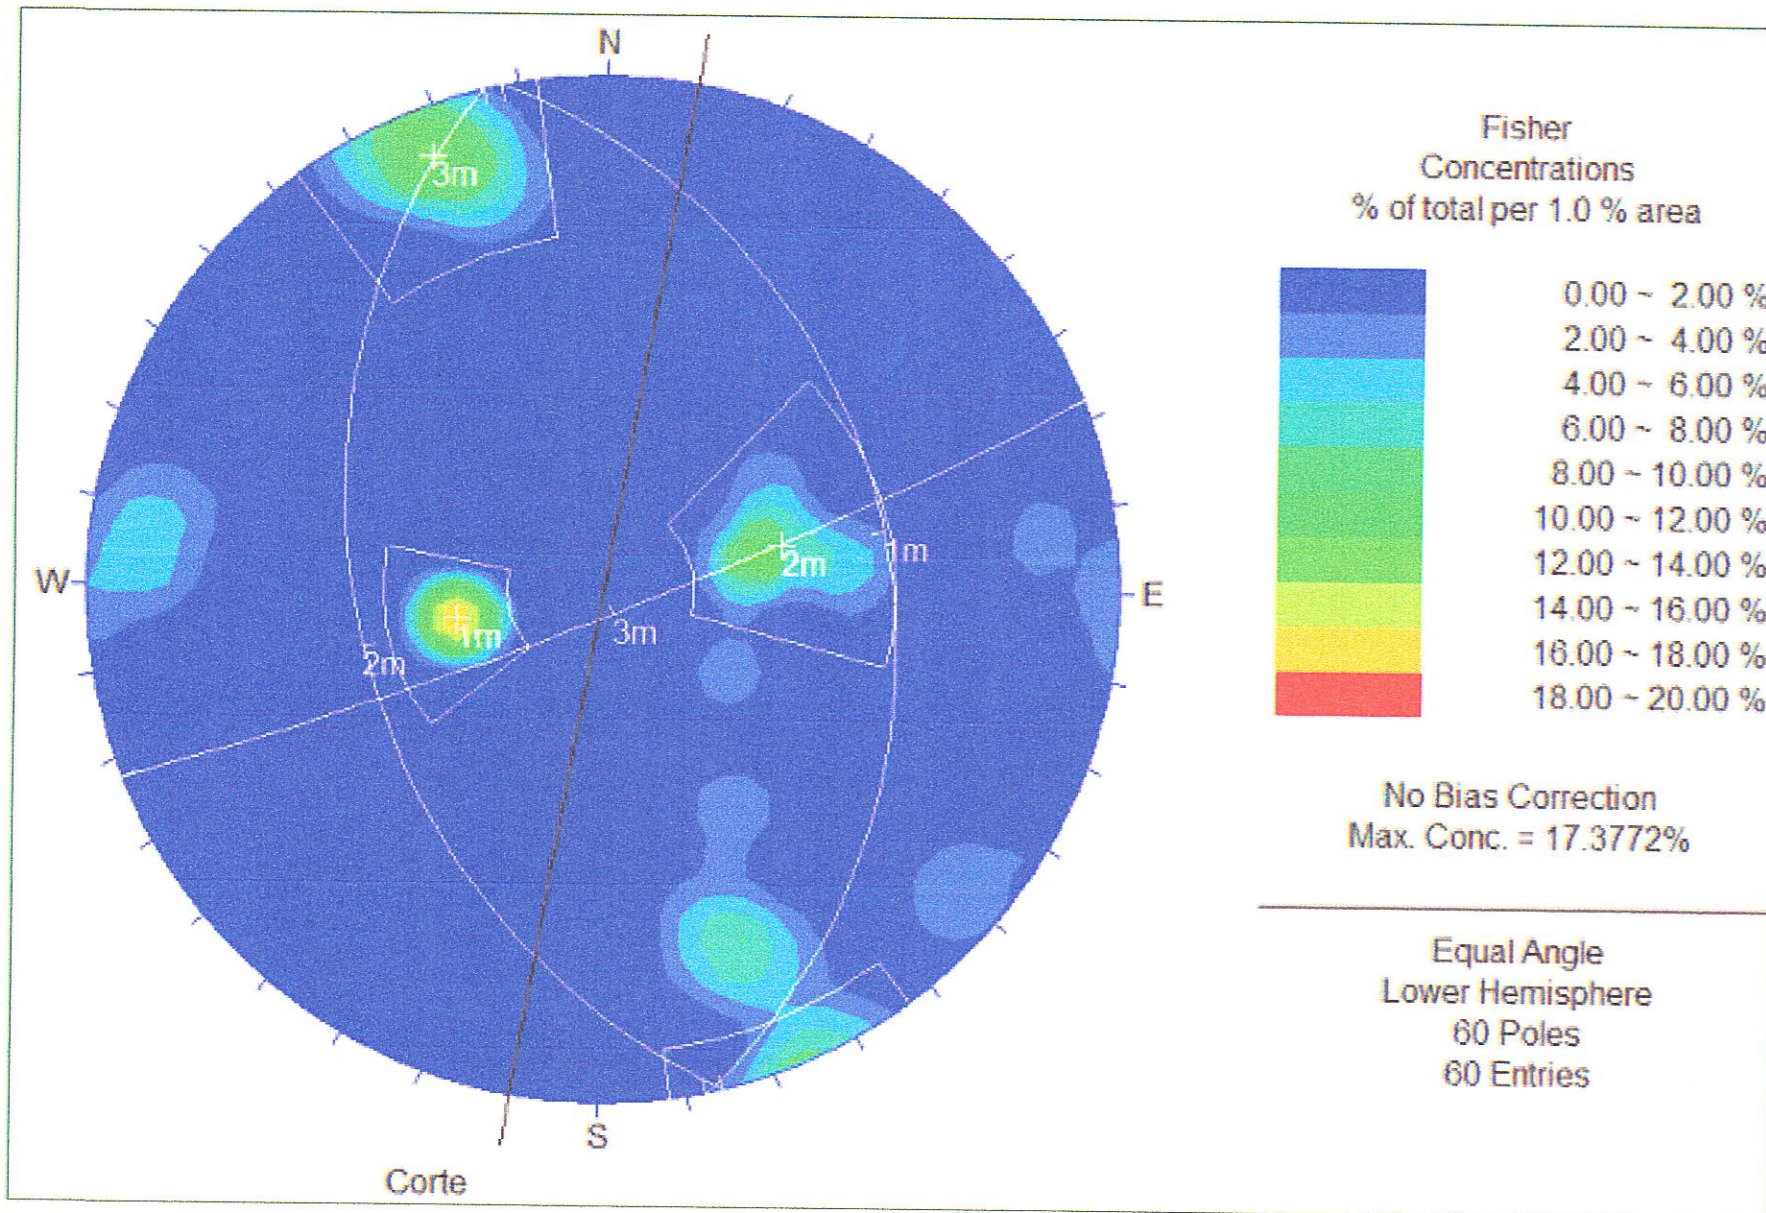 N
3m
W
E
1m
2m
1m
2m
3m
S
Corte
Fisher
Concentrations
% of total per 1.0 % area
0.00 ~ 2.00 %
2.00 ~ 4.00 %
4.00 ~ 6.00 %
6.00 ~ 8.00 %
8.00 ~ 10.00 %
10.00 ~ 12.00 %
12.00 ~ 14.00 %
14.00 ~ 16.00 %
16.00 ~ 18.00 %
18.00 ~ 20.00 %
No Bias Correction
Max. Conc. = 17.3772%
Equal Angle
Lower Hemisphere
60 Poles
60 Entries